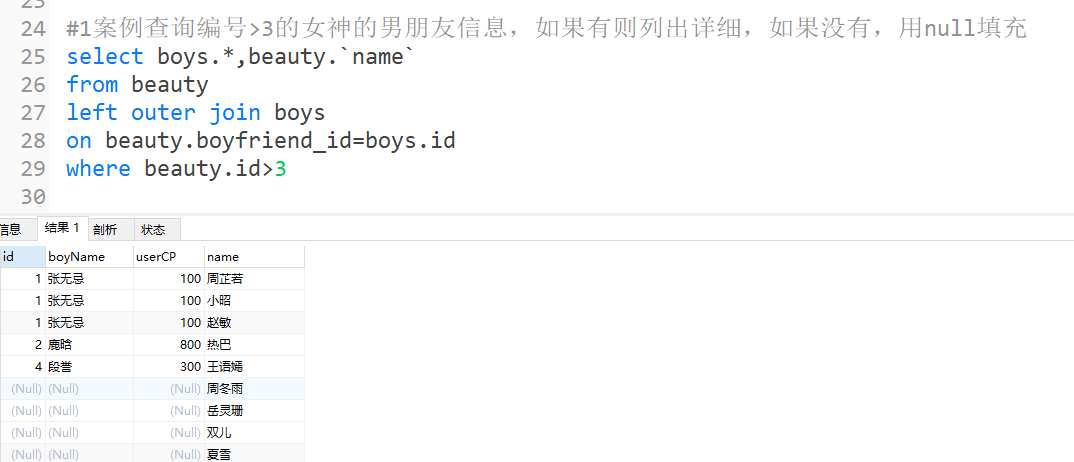 23
24 #1案例查询编号>3的女神的男朋友信息，如果有则列出详细，如果没有，用null填充
25 select boys.*,beauty.`name`
26 from beauty
27 left outer join boys
28 on beauty.boyfriend_id=boys.id
29 where beauty.id>3
30
信息 结果 1 剖析 状态
id boyName userCP name
1 张无忌 100 周芷若
1 张无忌 100 小昭
1 张无忌 100 赵敏
2 鹿晗 800 热巴
4 段誉 300 王语嫣
(Null) (Null) (Null) 周冬雨
(Null) (Null) (Null) 岳灵珊
(Null) (Null) (Null) 双儿
(Null) (Null) (Null) 夏雪